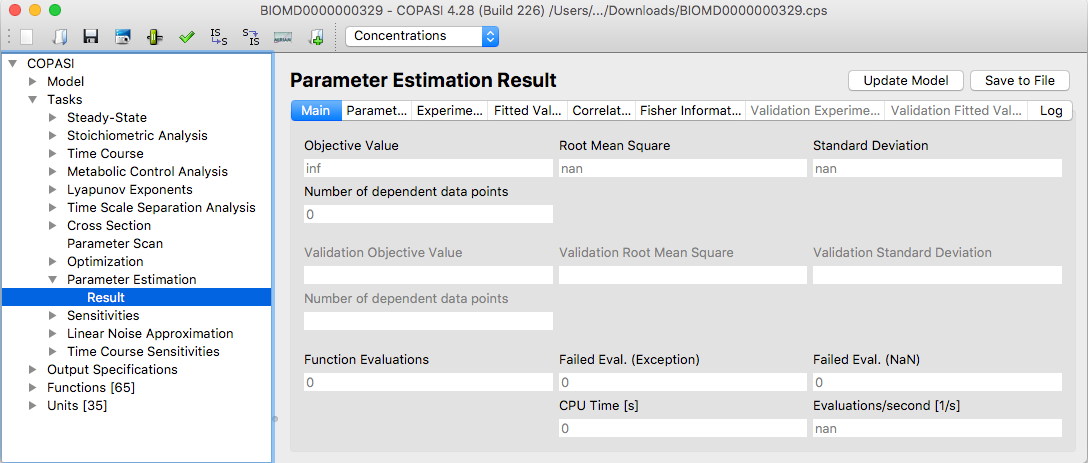 BIOMD0000000329 - COPASI 4.28 (Build 226) /Users/.../Downloads/BIOMD0000000329.cps
IS S S IS Concentrations
COPASI
Model
Tasks
Steady-State
Stoichiometric Analysis
Time Course
Metabolic Control Analysis
Lyapunov Exponents
Time Scale Separation Analysis
Cross Section
Parameter Scan
Optimization
Parameter Estimation
Result
Sensitivities
Linear Noise Approximation
Time Course Sensitivities
Output Specifications
Functions [65]
Units [35]
Parameter Estimation Result Update Model Save to File
Main Paramet... Experime... Fitted Val... Correlat... Fisher Informat... Validation Experime... Validation Fitted Val... Log
Objective Value Root Mean Square Standard Deviation
inf nan nan
Number of dependent data points
0
Validation Objective Value Validation Root Mean Square Validation Standard Deviation
Number of dependent data points
Function Evaluations Failed Eval. (Exception) Failed Eval. (NaN)
0 0 0
CPU Time [s] Evaluations/second [1/s]
0 nan